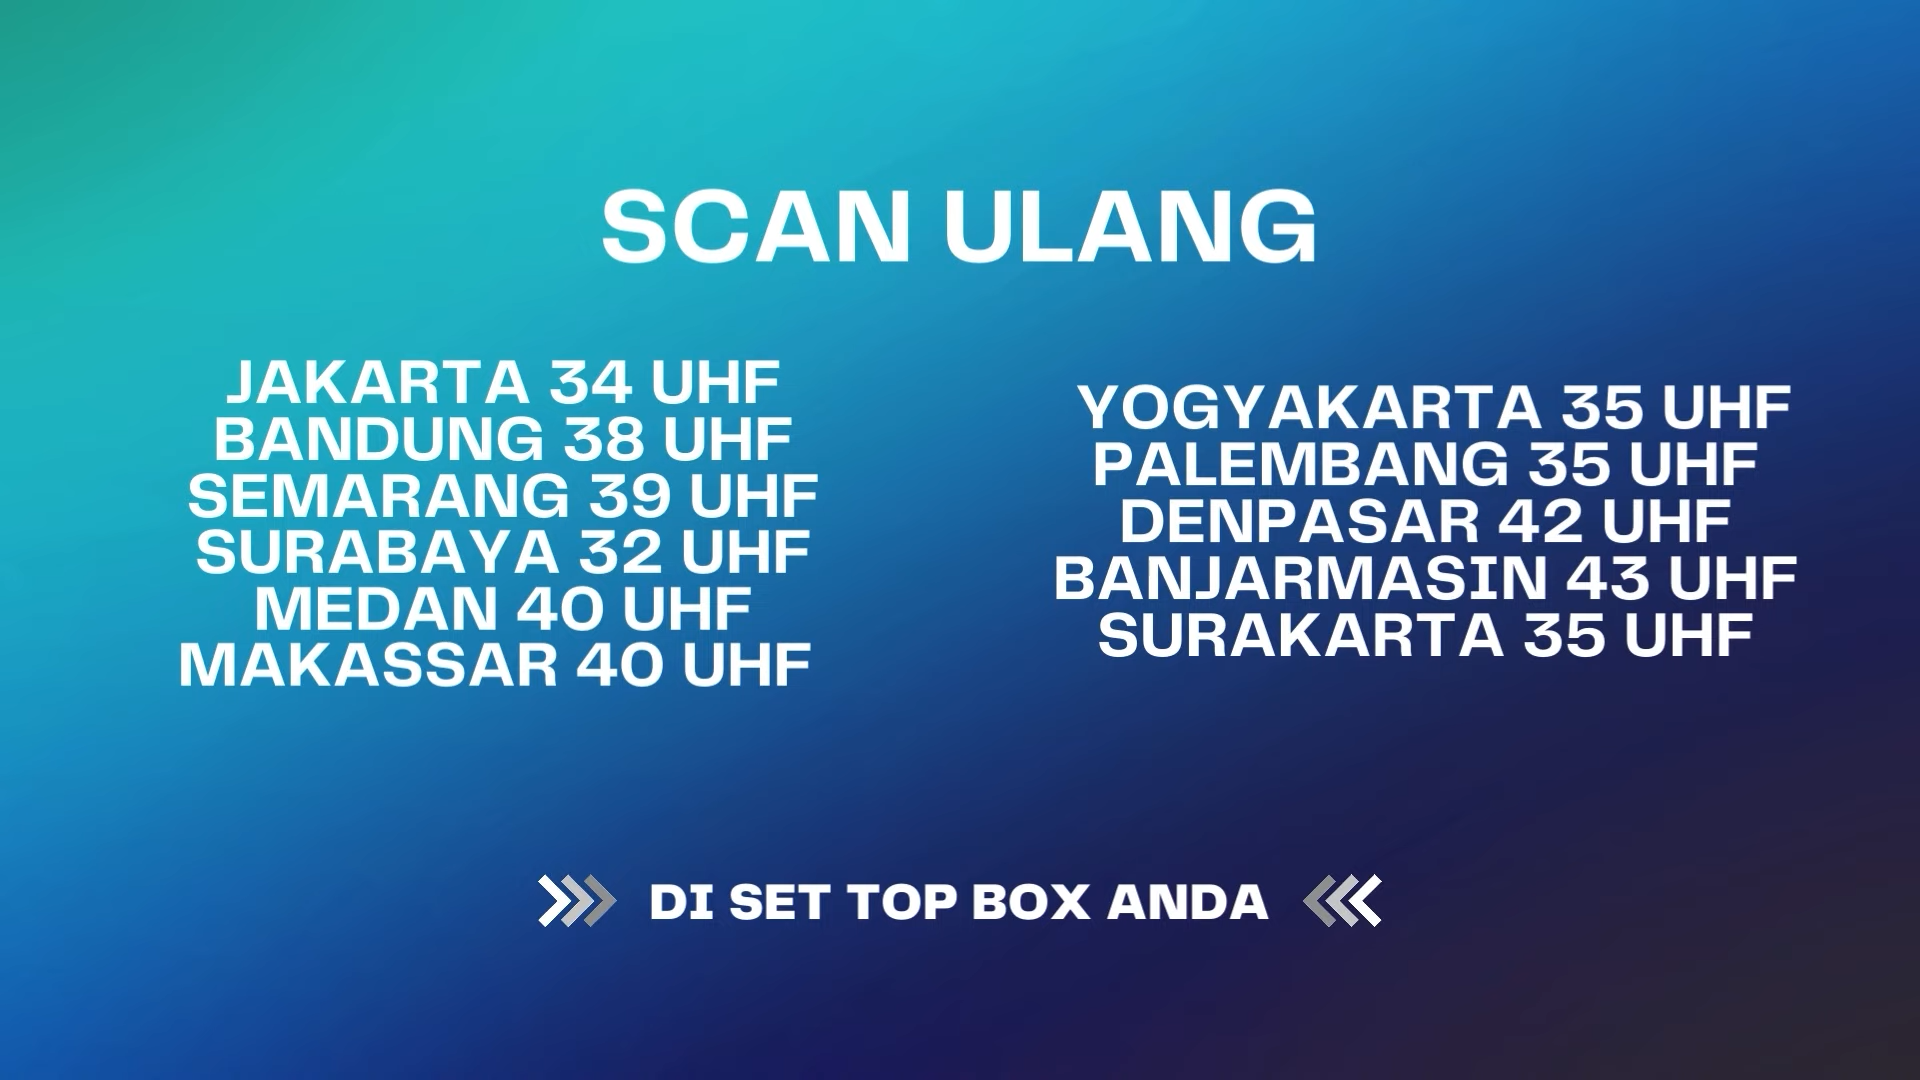 SCAN ULANG
JAKARTA 34 UHF
BANDUNG 38 UHF
SEMARANG 39 UHF
SURABAYA 32 UHF
MEDAN 40 UHF
MAKASSAR 40 UHF
YOGYAKARTA 35 UHF
PALEMBANG 35 UHF
DENPASAR 42 UHF
BANJARMASIN 43 UHF
SURAKARTA 35 UHF
DI SET TOP BOX ANDA